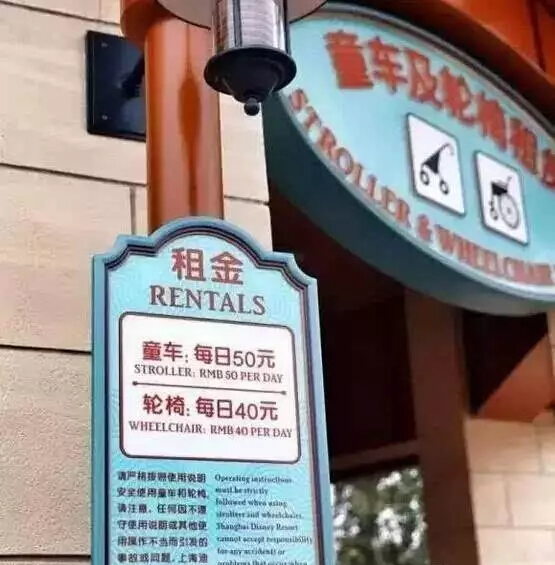 童车及轮椅租
STROLLER & WHEELCHAIR
租金
RENTALS
童车: 每日50元
STROLLER: RMB 50 PER DAY
轮椅: 每日40元
WHEELCHAIR: RMB 40 PER DAY
请严格按照使用说明
安全使用童车和轮椅,
请注意, 任何因不遵
守使用说明或其他使
用操作不当而引发的
事故或问题, 上海迪
Operating instructions
must be strictly
followed when using
strollers and wheelchairs.
Shanghai Disney Resort
cannot accept responsibility
for any accidents or
problems that occur when